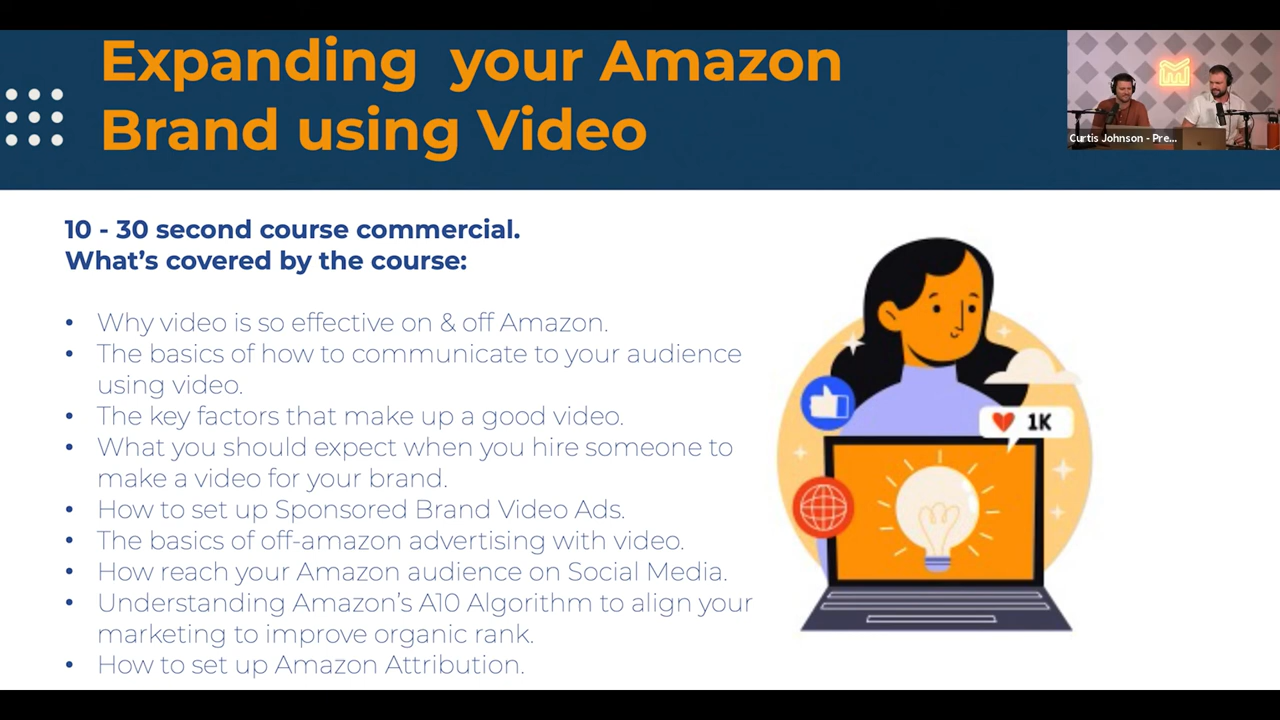 Expanding your Amazon
Brand using Video
Curtis Johnson - Pre...
10 - 30 second course commercial.
What's covered by the course:
• Why video is so effective on & off Amazon.
• The basics of how to communicate to your audience
using video.
• The key factors that make up a good video.
• What you should expect when you hire someone to
make a video for your brand.
• How to set up Sponsored Brand Video Ads.
• The basics of off-amazon advertising with video.
• How reach your Amazon audience on Social Media.
• Understanding Amazon's A10 Algorithm to align your
marketing to improve organic rank.
• How to set up Amazon Attribution.
1K